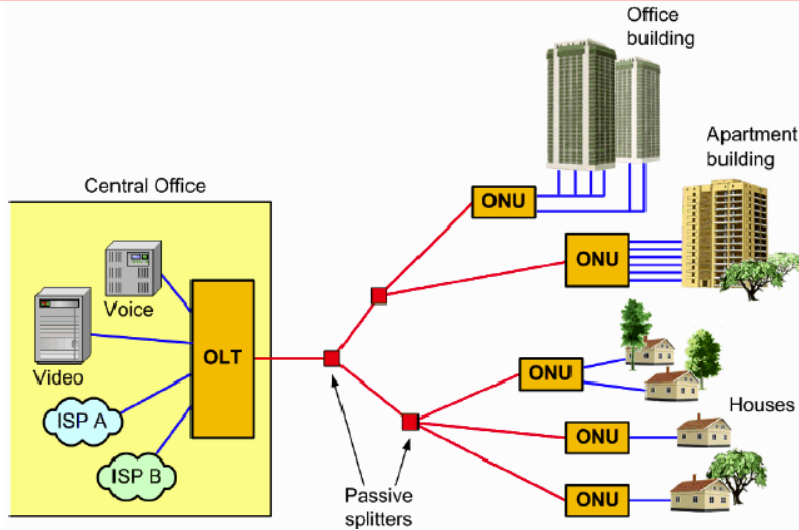 Office
building
Apartment
building
Central Office
ONU
Voice
ONU
OLT
Video
ONU
ISP A
Houses
ONU
ISP B
Passive
splitters
ONU